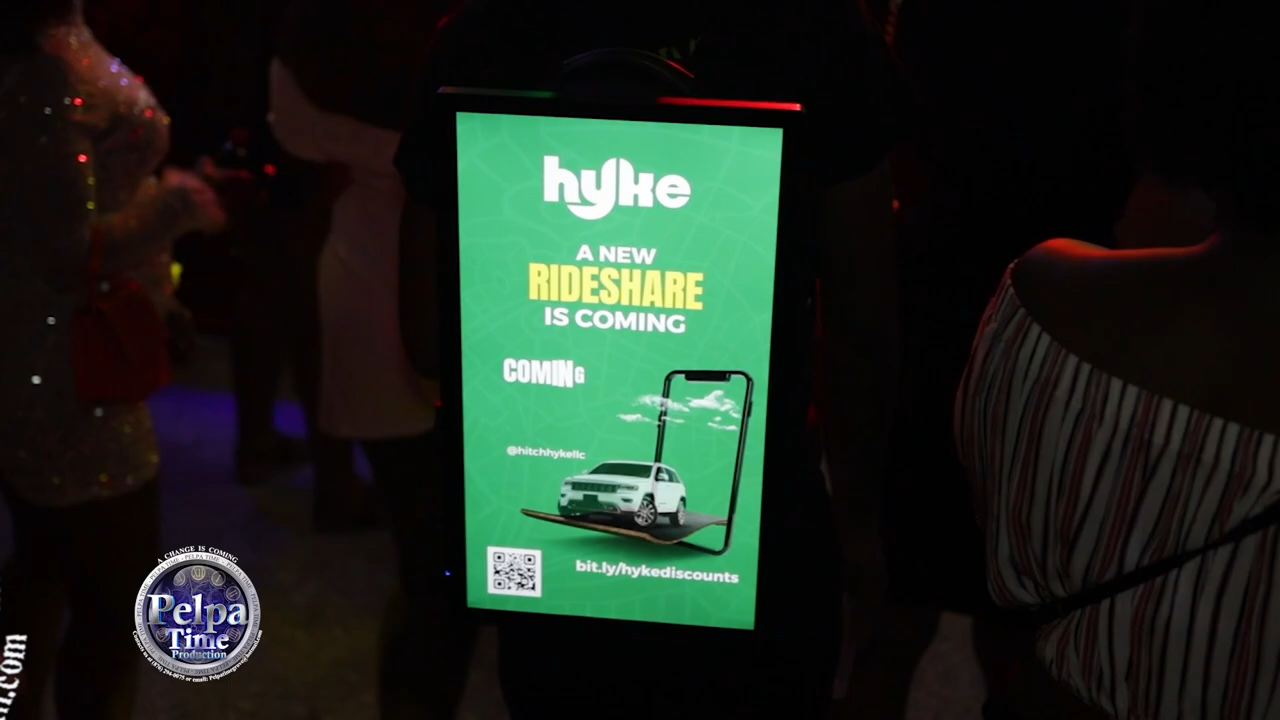 hyke
A NEW
RIDESHARE
IS COMING
COMING
@hitchhykellc
bit.ly/hykediscounts
A CHANGE IS COMING
Pelpa
Time
Production